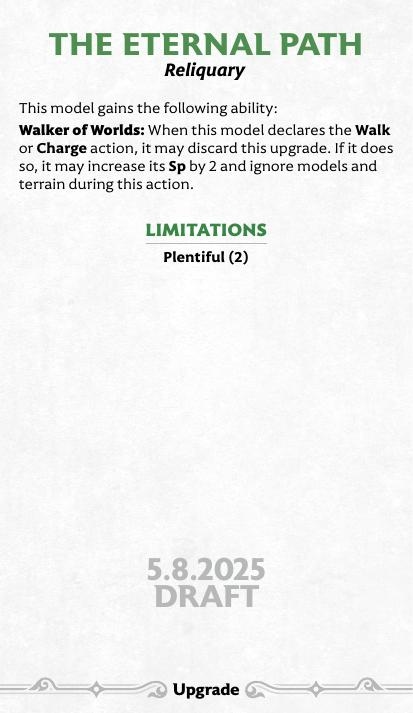 THE ETERNAL PATH
Reliquary
This model gains the following ability:
Walker of Worlds: When this model declares the Walk
or Charge action, it may discard this upgrade. If it does
so, it may increase its Sp by 2 and ignore models and
terrain during this action.
LIMITATIONS
Plentiful (2)
5.8.2025
DRAFT
Upgrade